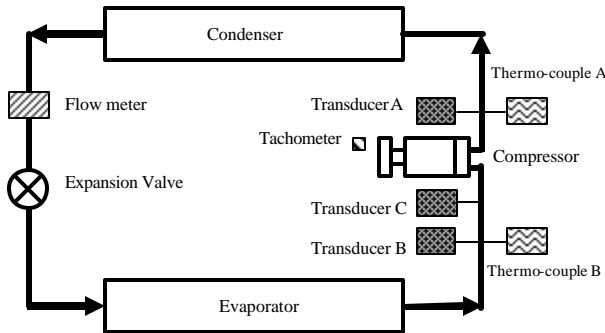 Condenser
Thermo-couple A
Flow meter
Transducer A
Tachometer
Compressor
Expansion Valve
Transducer C
Transducer B
Thermo-couple B
Evaporator